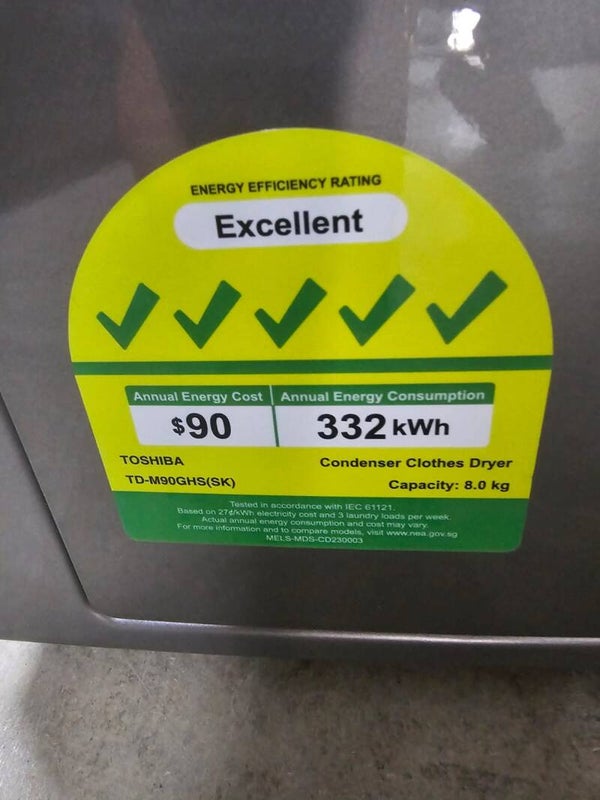 ENERGY EFFICIENCY RATING
Excellent
Annual Energy Cost
$90
Annual Energy Consumption
332 kWh
TOSHIBA
TD-M90GHS(SK)
Condenser Clothes Dryer
Capacity: 8.0 kg
Tested in accordance with IEC 61121.
Based on 27¢/kWh electricity cost and 3 laundry loads per week.
Actual annual energy consumption and cost may vary.
For more information and to compare models, visit www.nea.gov.sg
MELS-MDS-CD230003